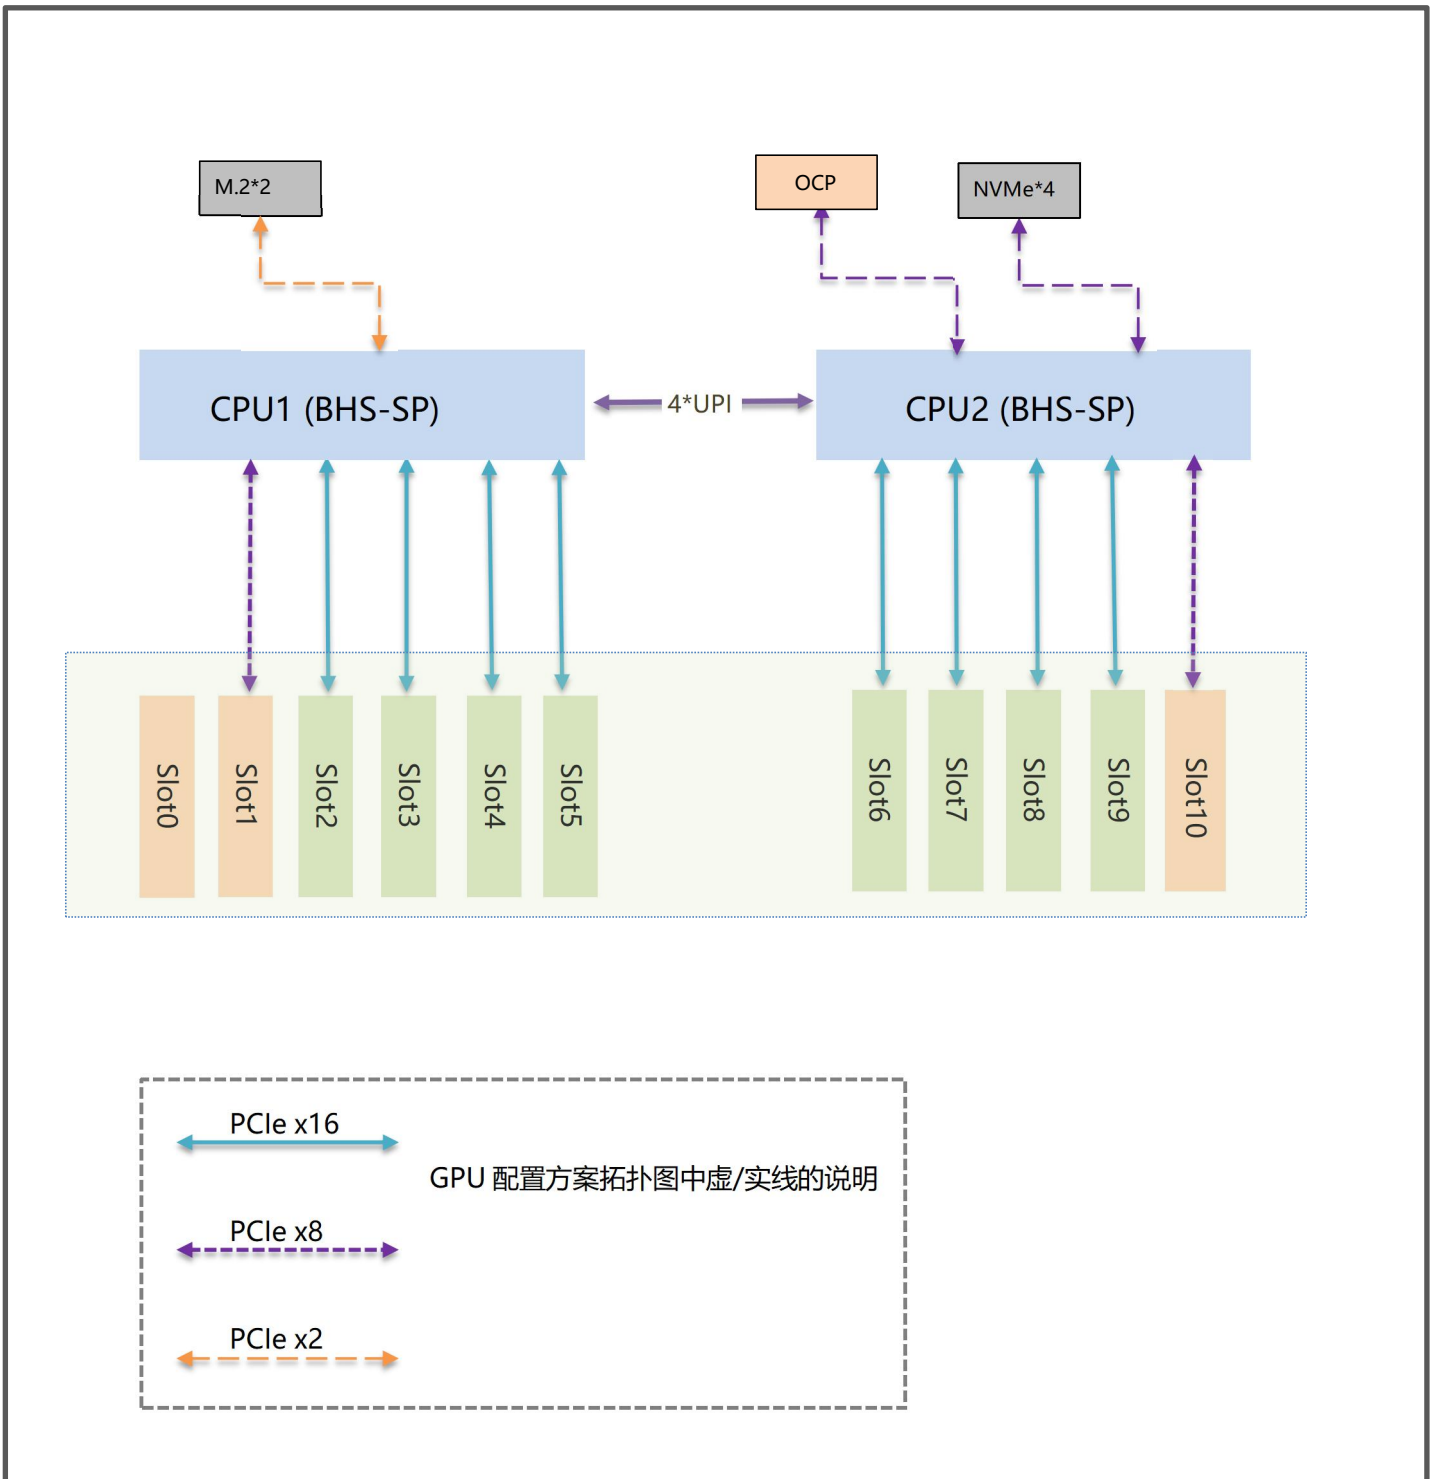 M.2*2
OCP
NVMe*4
CPU1 (BHS-SP)
4*UPI
CPU2 (BHS-SP)
Slot0
Slot1
Slot2
Slot3
Slot4
Slot5
Slot6
Slot7
Slot8
Slot9
Slot10
PCIe x16
GPU 配置方案拓扑图中虚/实线的说明
PCIe x8
PCIe x2